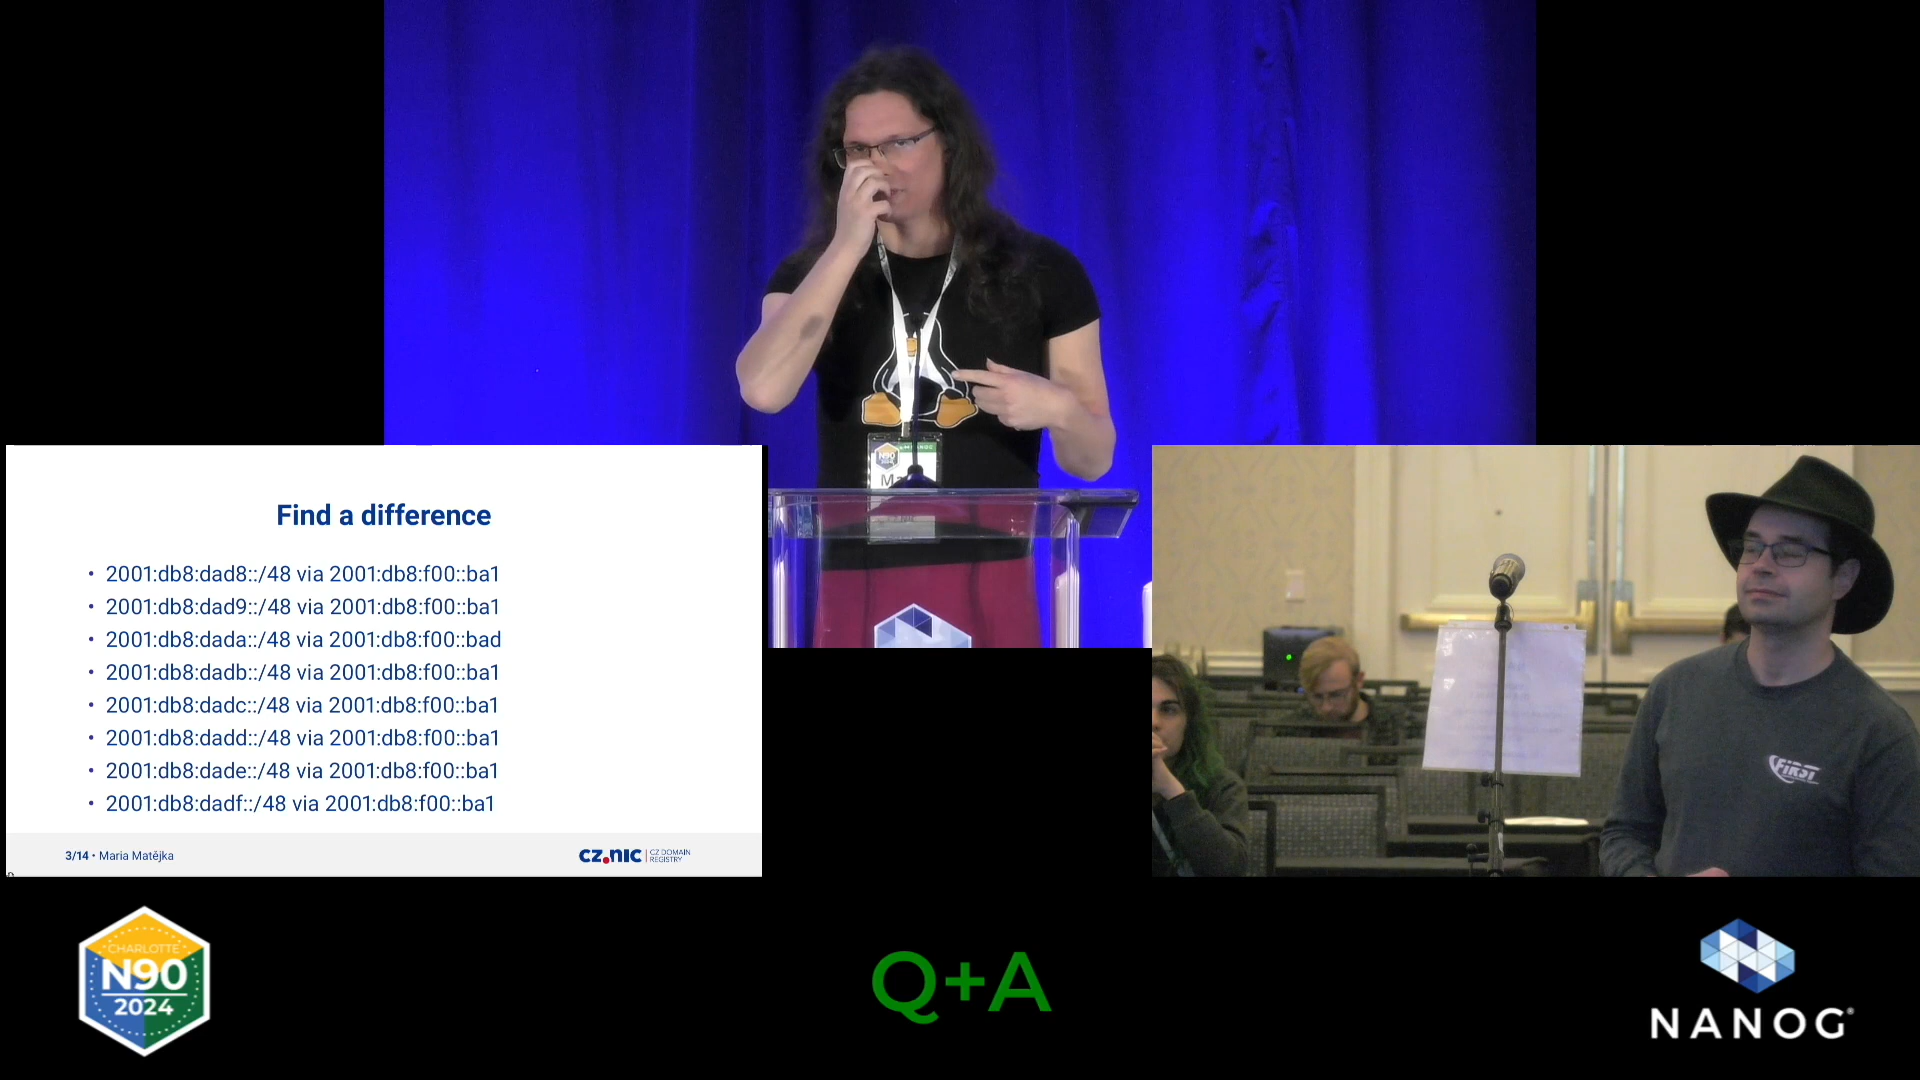 N90
Ma
Find a difference
• 2001:db8:dad8::/48 via 2001:db8:f00::ba1
• 2001:db8:dad9::/48 via 2001:db8:f00::ba1
• 2001:db8:dada::/48 via 2001:db8:f00::bad
• 2001:db8:dadb::/48 via 2001:db8:f00::ba1
• 2001:db8:dadc::/48 via 2001:db8:f00::ba1
• 2001:db8:dadd::/48 via 2001:db8:f00::ba1
• 2001:db8:dade::/48 via 2001:db8:f00::ba1
• 2001:db8:dadf::/48 via 2001:db8:f00::ba1
3/14 • Maria Matějka
CZ.NIC | CZ DOMAIN
REGISTRY
FIRST
CHARLOTTE
N90
2024
Q+A
NANOG®